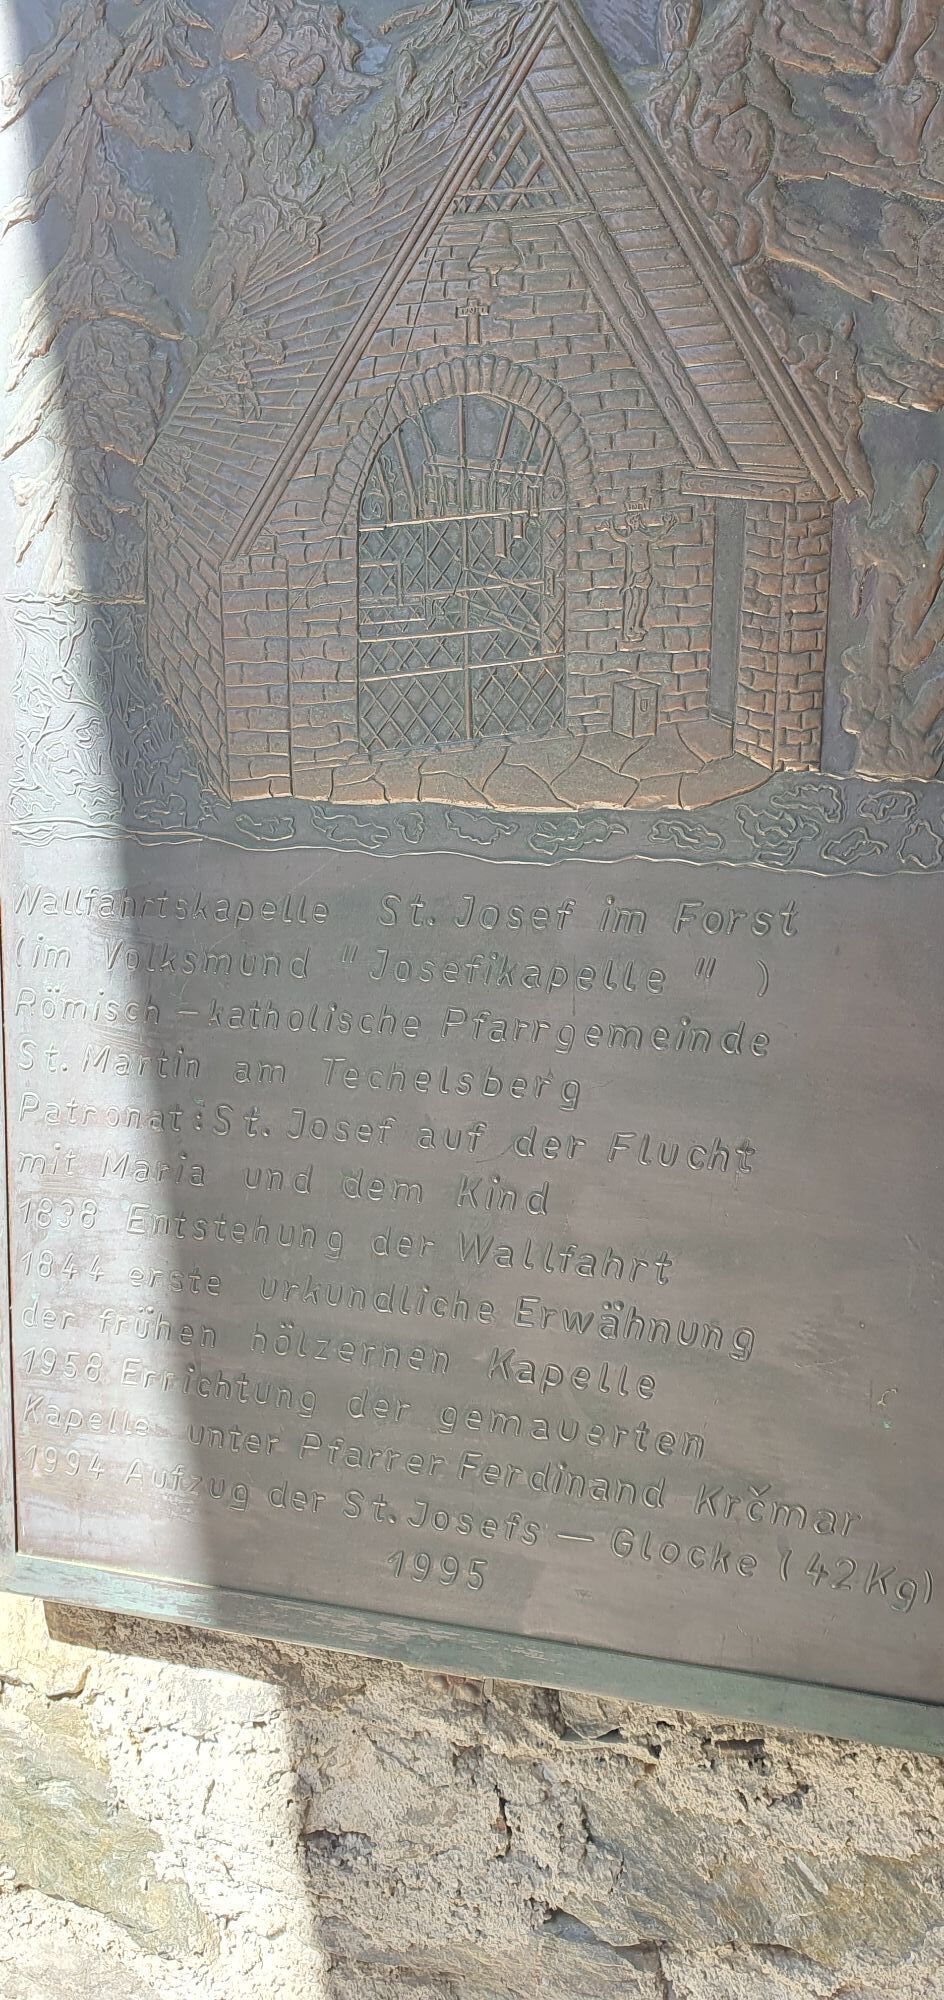 Wallfahrtskapelle St. Josef im Forst
(im Volksmund "Josefikapelle")
Römisch-katholische Pfarrgemeinde
St. Martin am Techelsberg
Patronat: St. Josef auf der Flucht
mit Maria und dem Kind
1838 Entstehung der Wallfahrt
1844 erste urkundliche Erwähnung
der frühen hölzernen Kapelle
1958 Errichtung der gemauerten
Kapelle unter Pfarrer Ferdinand Krčmar
1994 Aufzug der St. Josefs - Glocke (42Kg)
1995